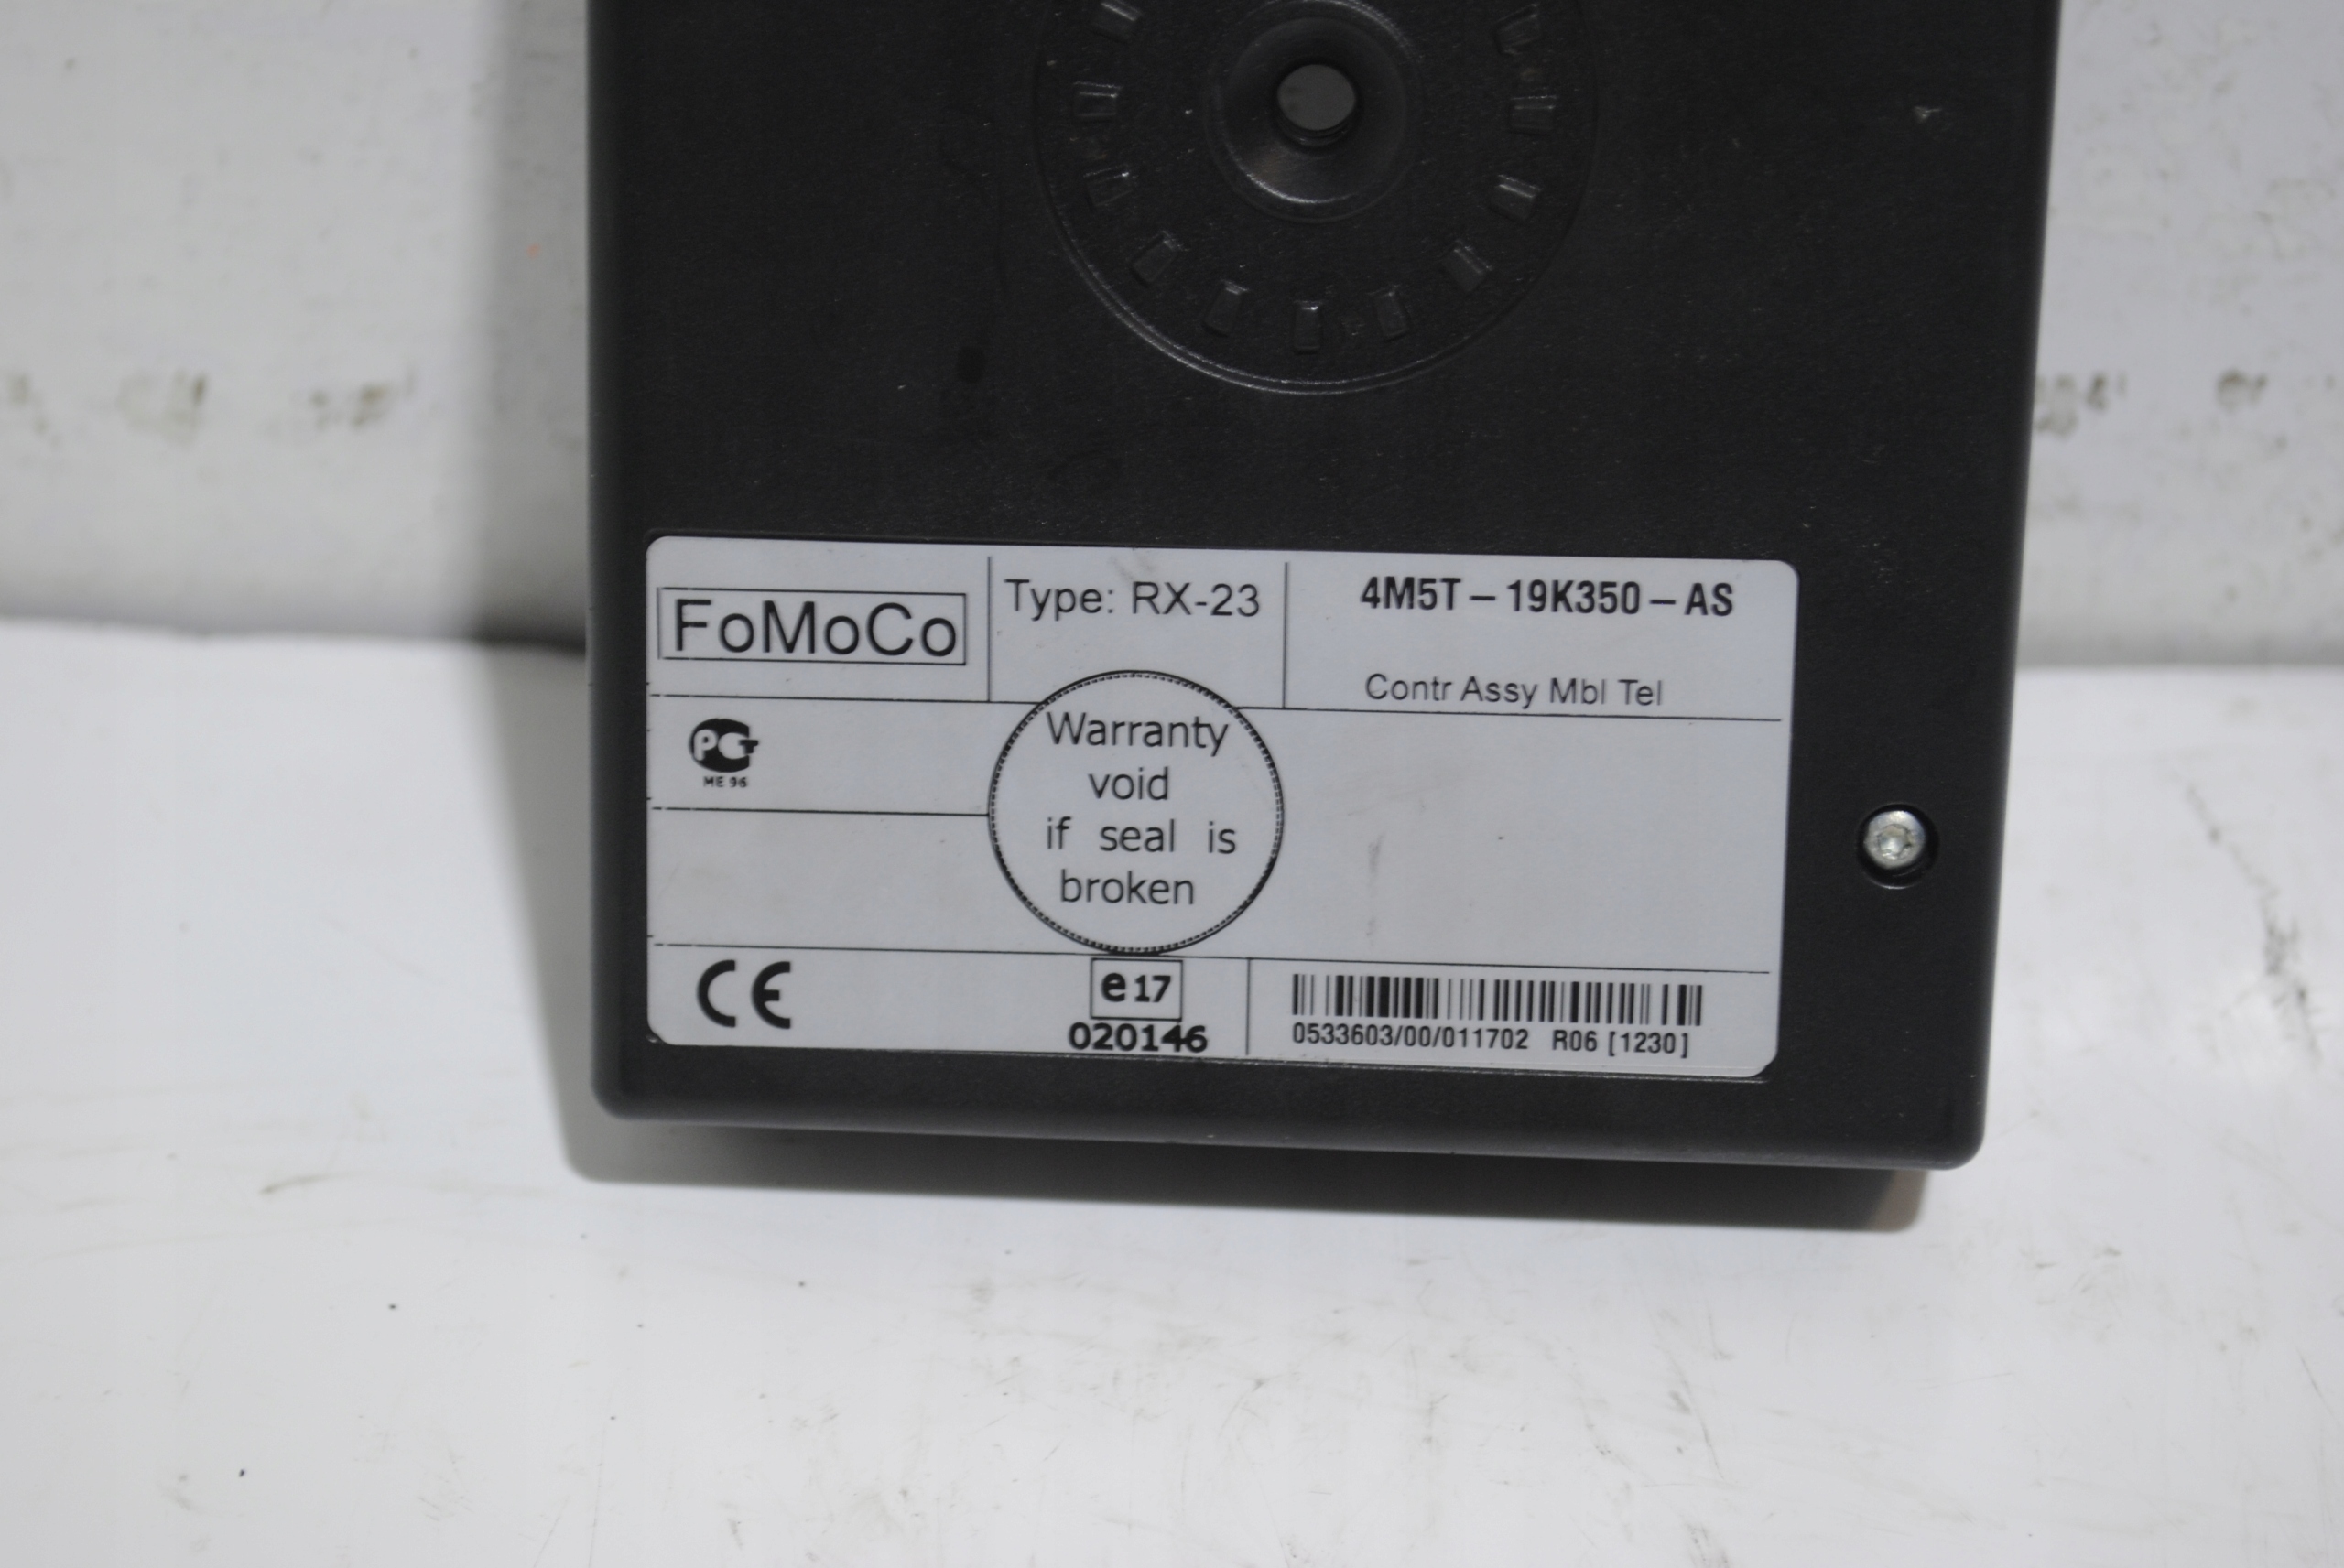 FoMoCo
Type: RX-23
4M5T-19K350-AS
Contr Assy Mbl Tel
РСТ
ME 96
Warranty
void
if seal is
broken
CE
e17
020146
0533603/00/011702 R06 [1230]